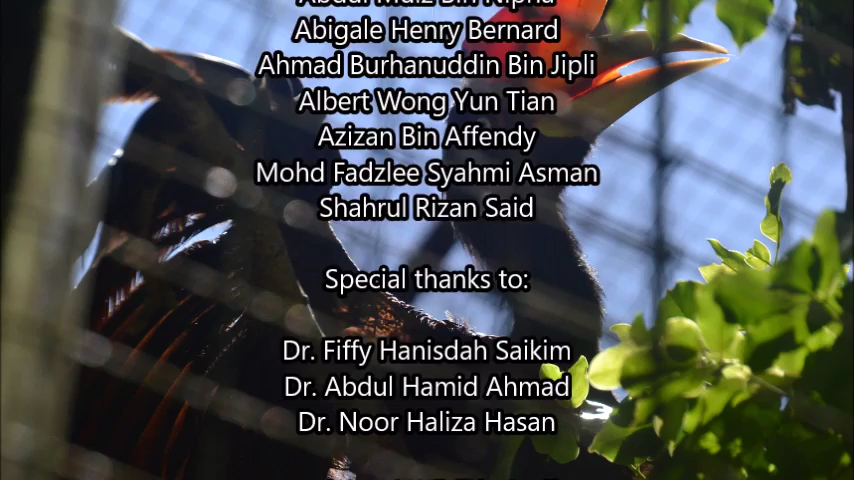 Abigale Henry Bernard
Ahmad Burhanuddin Bin Jipli
Albert Wong Yun Tian
Azizan Bin Affendy
Mohd Fadzlee Syahmi Asman
Shahrul Rizan Said
Special thanks to:
Dr. Fiffy Hanisdah Saikim
Dr. Abdul Hamid Ahmad
Dr. Noor Haliza Hasan